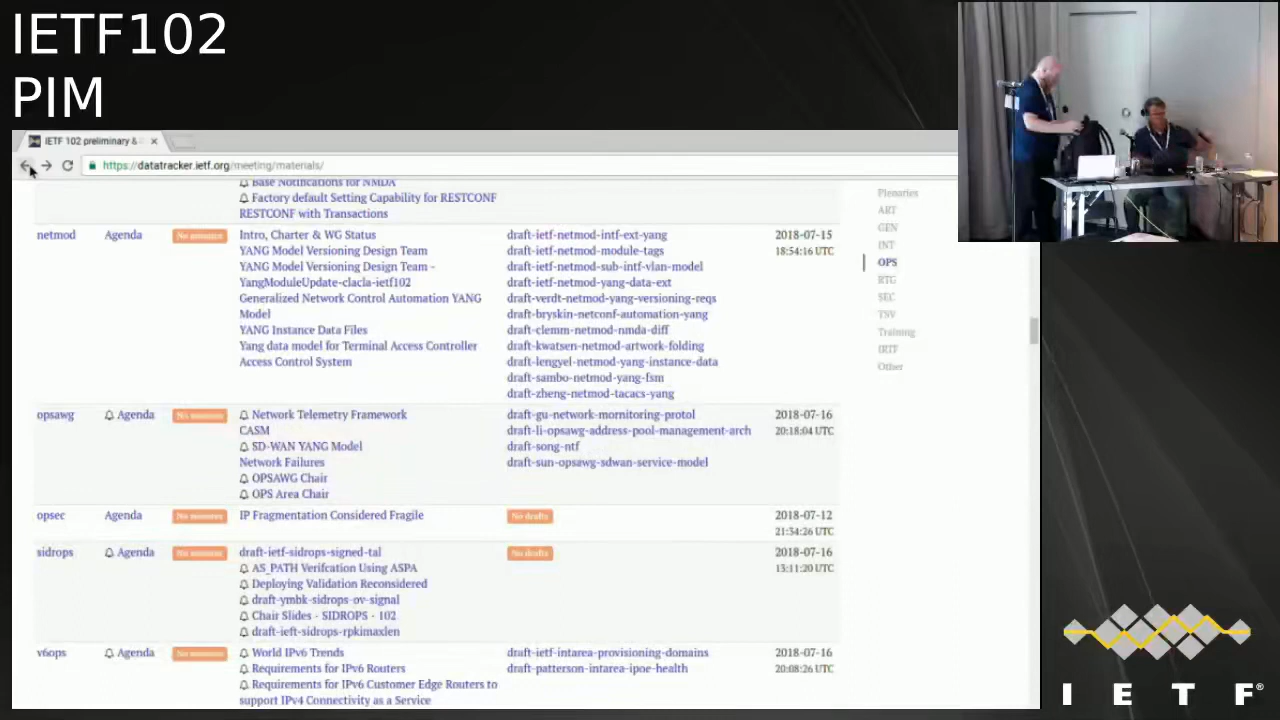 IETF102
PIM
IETF 102 preliminary &
https://datatracker.ietf.org/meeting/materials/
Base Notifications for NMDA
Factory default Setting Capability for RESTCONF
RESTCONF with Transactions
netmod Agenda No minutes Intro, Charter & WG Status draft-ietf-netmod-intf-ext-yang 2018-07-15
YANG Model Versioning Design Team draft-ietf-netmod-module-tags 18:54:16 UTC
YANG Model Versioning Design Team - draft-ietf-netmod-sub-intf-vlan-model
YangModuleUpdate-clacla-ietf102 draft-ietf-netmod-yang-data-ext
Generalized Network Control Automation YANG draft-verdt-netmod-yang-versioning-reqs
Model draft-bryskin-netconf-automation-yang
YANG Instance Data Files draft-clemm-netmod-nmda-diff
Yang data model for Terminal Access Controller draft-kwatsen-netmod-artwork-folding
Access Control System draft-lengyel-netmod-yang-instance-data
draft-sambo-netmod-yang-fsm
draft-zheng-netmod-tacacs-yang
opsawg Agenda No minutes Network Telemetry Framework draft-gu-network-mornitoring-protol 2018-07-16
CASM draft-li-opsawg-address-pool-management-arch 20:18:04 UTC
SD-WAN YANG Model draft-song-ntf
Network Failures draft-sun-opsawg-sdwan-service-model
OPSAWG Chair
OPS Area Chair
opsec Agenda No minutes IP Fragmentation Considered Fragile No drafts 2018-07-12
21:34:26 UTC
sidrops Agenda No minutes draft-ietf-sidrops-signed-tal No drafts 2018-07-16
AS_PATH Verifcation Using ASPA 13:11:20 UTC
Deploying Validation Reconsidered
draft-ymbk-sidrops-ov-signal
Chair Slides - SIDROPS - 102
draft-ieft-sidrops-rpkimaxlen
v6ops Agenda No minutes World IPv6 Trends draft-ietf-intarea-provisioning-domains 2018-07-16
Requirements for IPv6 Routers draft-patterson-intarea-ipoe-health 20:08:26 UTC
Requirements for IPv6 Customer Edge Routers to
support IPv4 Connectivity as a Service
Plenaries
ART
GEN
INT
OPS
RTG
SEC
TSV
Training
IRTF
Other
I E T F®